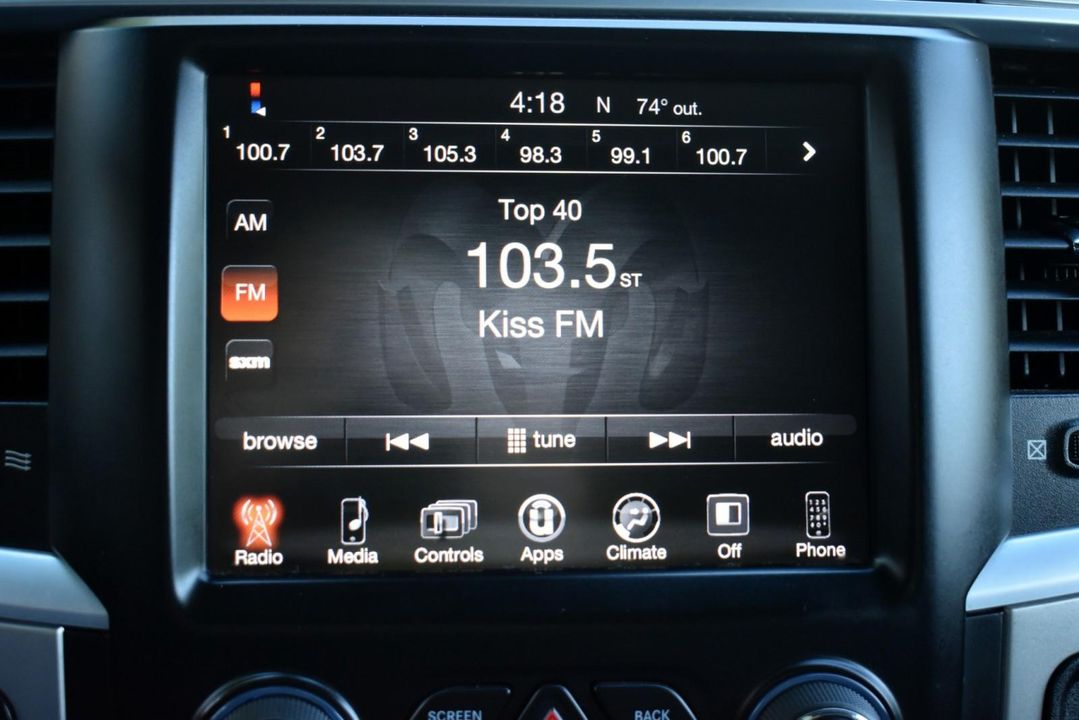 4:18 N 74° out.
1 100.7 2 103.7 3 105.3 4 98.3 5 99.1 6 100.7
Top 40
AM
103.5 ST
FM
Kiss FM
sxm
browse tune audio
Radio Media Controls Apps Climate Off Phone
SCREEN BACK